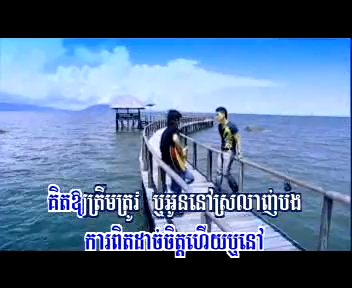 គិតឱ្យត្រឹមត្រូវ ឬអូននៅស្រលាញ់បង
ការពិតដាច់ចិត្តហើយឬនៅ